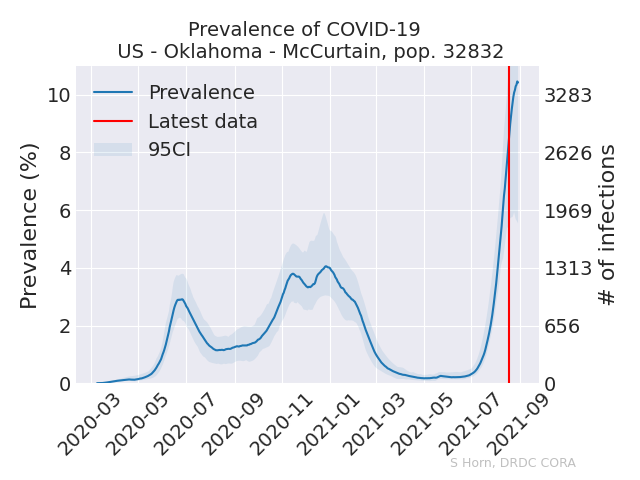 Prevalence of COVID-19
US - Oklahoma - McCurtain, pop. 32832
Prevalence
Latest data
95CI
Prevalence (%)
10
8
6
4
2
0
3283
2626
1969
1313
656
0
# of infections
2020-03
2020-05
2020-07
2020-09
2020-11
2021-01
2021-03
2021-05
2021-07
2021-09
S Horn, DRDC CORA